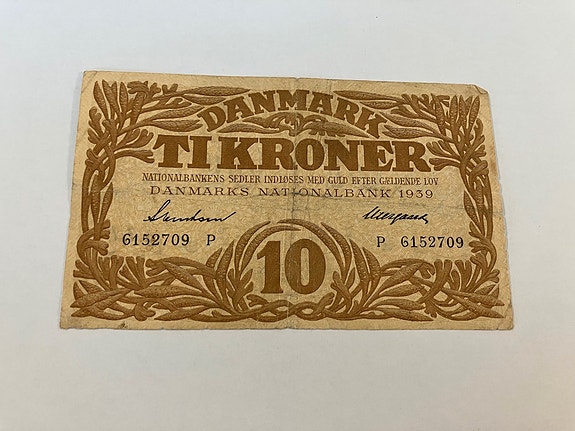 DANMARK
TI KRONER
NATIONALBANKENS SEDLER INDLØSES MED GULD EFTER GÆLDENDE LOV
DANMARKS NATIONALBANK 1939
6152709 P P 6152709
10